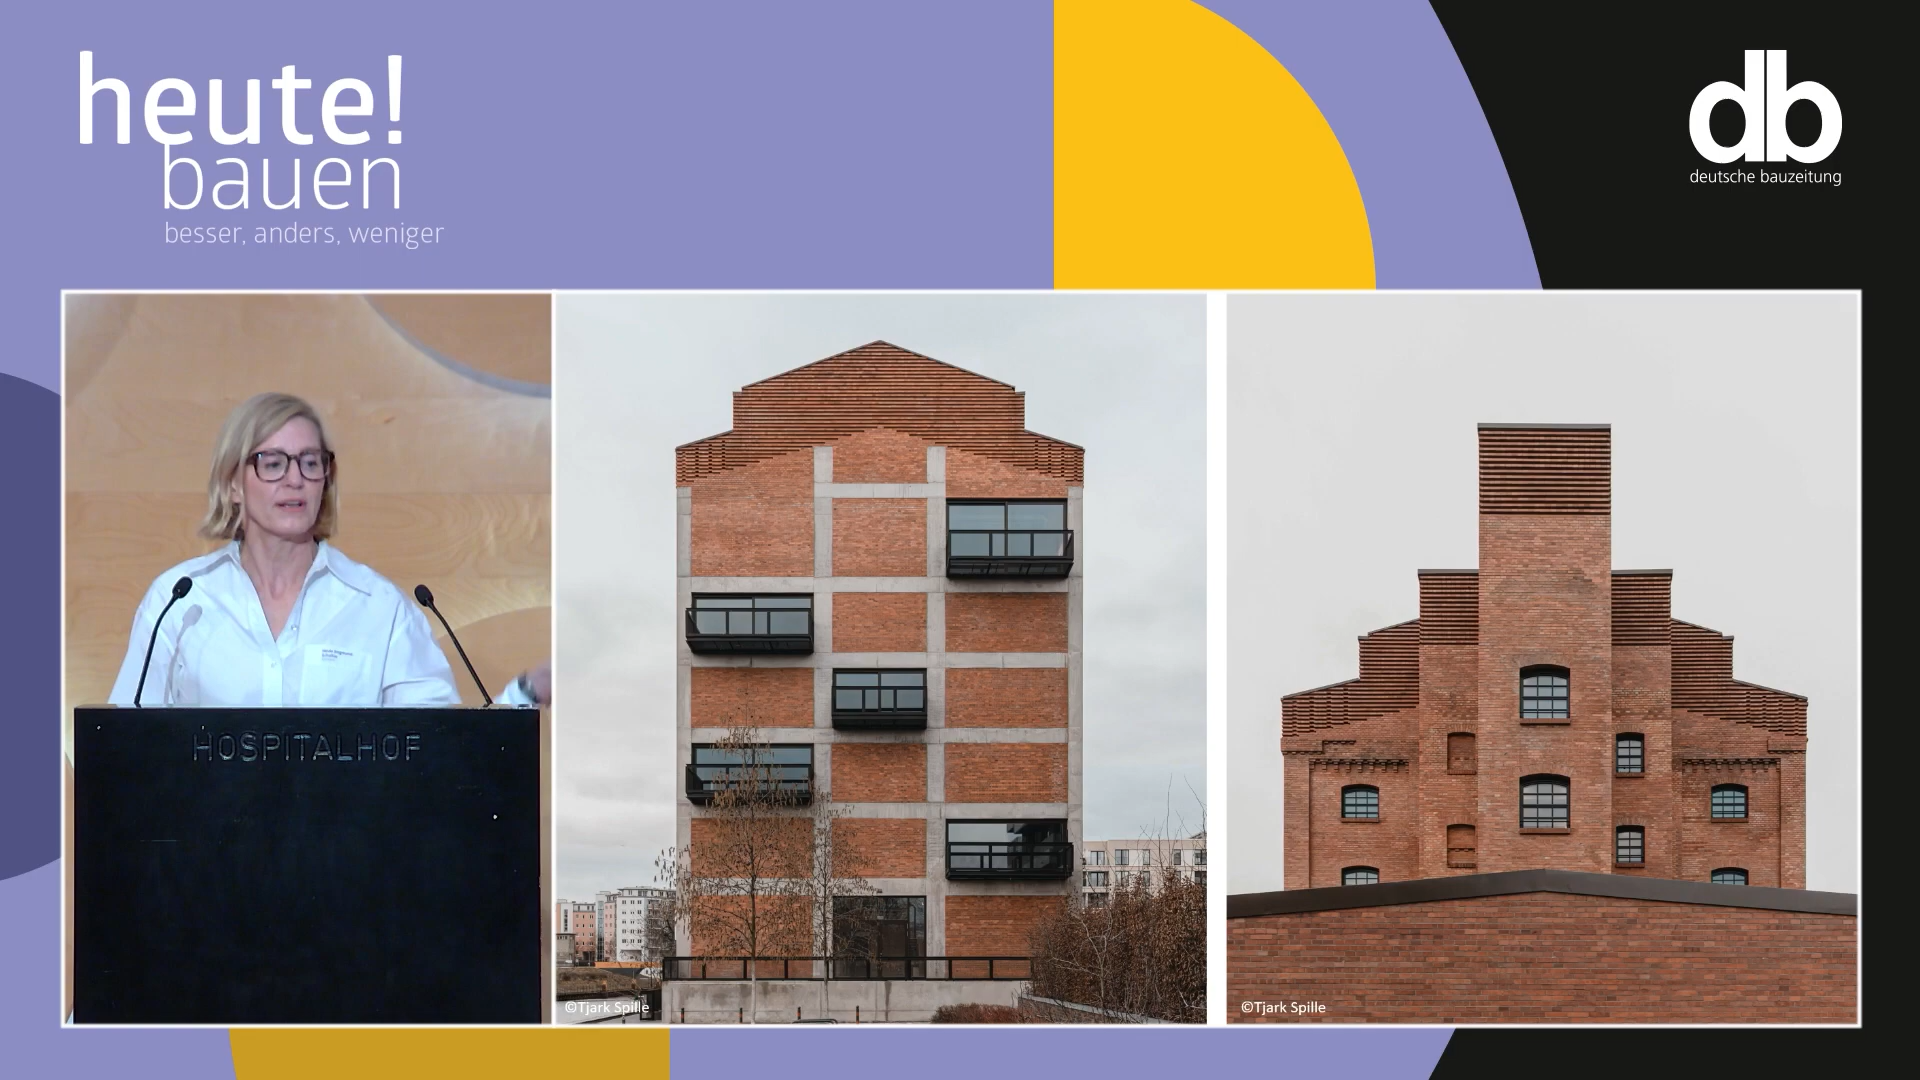 heute!
bauen
besser, anders, weniger
db
deutsche bauzeitung
HOSPITALHOF
©Tjark Spille
©Tjark Spille